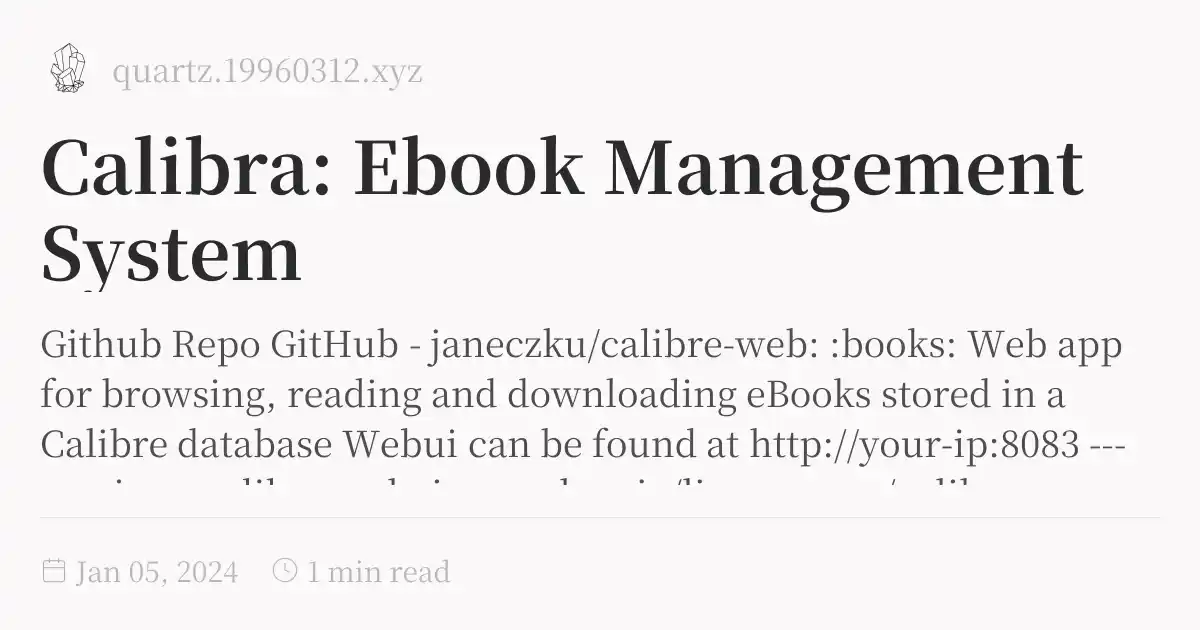 quartz.19960312.xyz
Calibra: Ebook Management
System
Github Repo GitHub - janeczku/calibre-web: :books: Web app
for browsing, reading and downloading eBooks stored in a
Calibre database Webui can be found at http://your-ip:8083 ---
Jan 05, 2024 1 min read